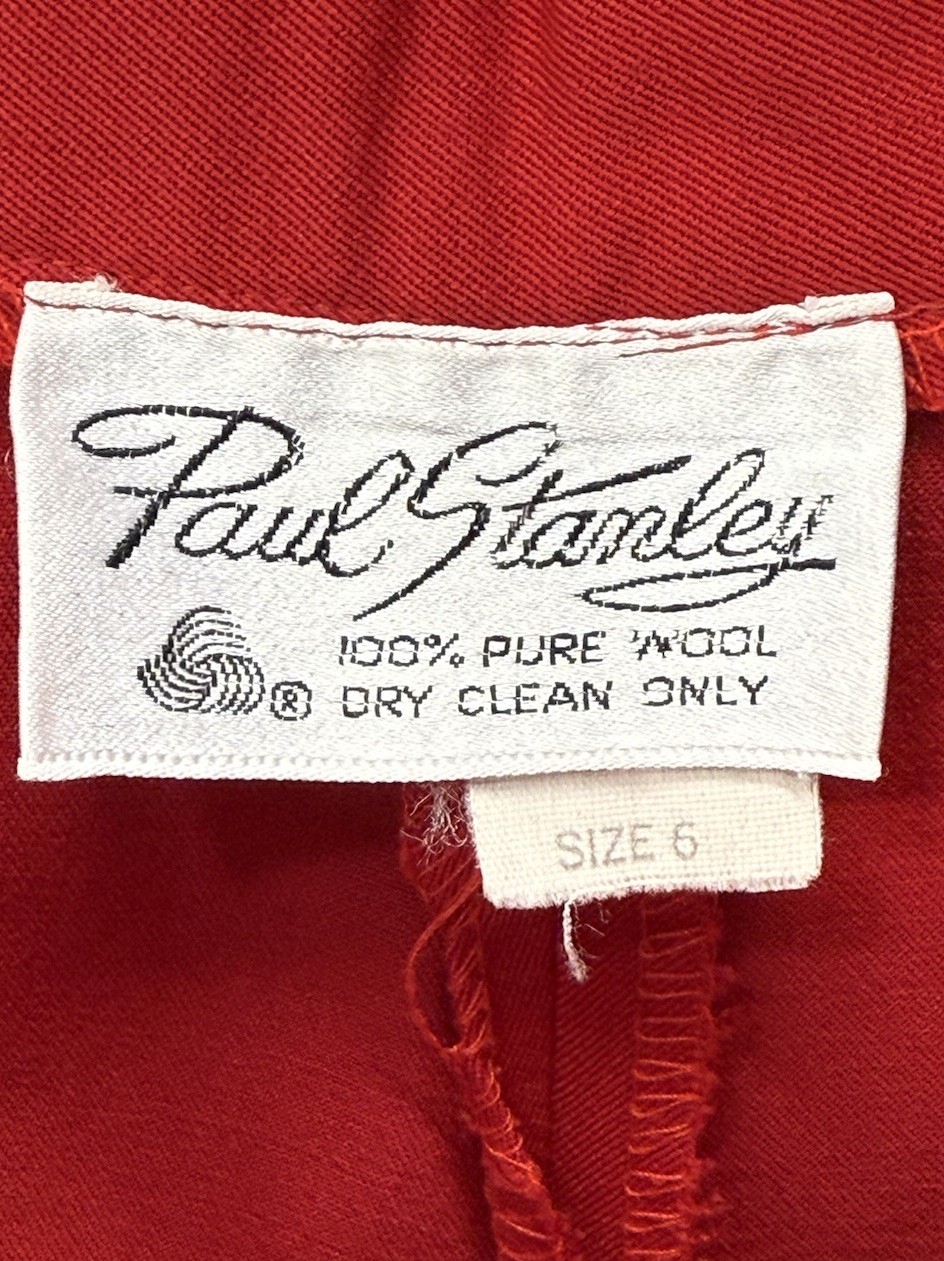 Paul Stanley
100% PURE WOOL
® DRY CLEAN ONLY
SIZE 6